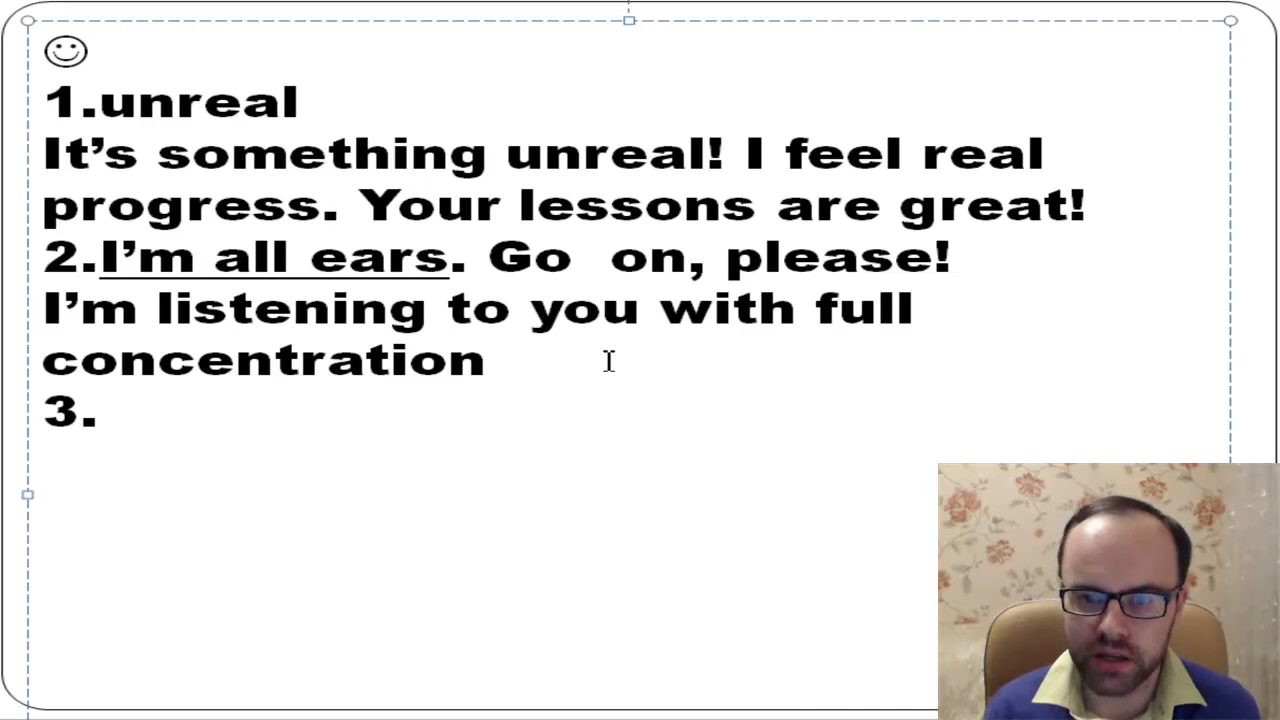 1.unreal
It’s something unreal! I feel real
progress. Your lessons are great!
2.I’m all ears. Go  on, please!
I’m listening to you with full
concentration
3.